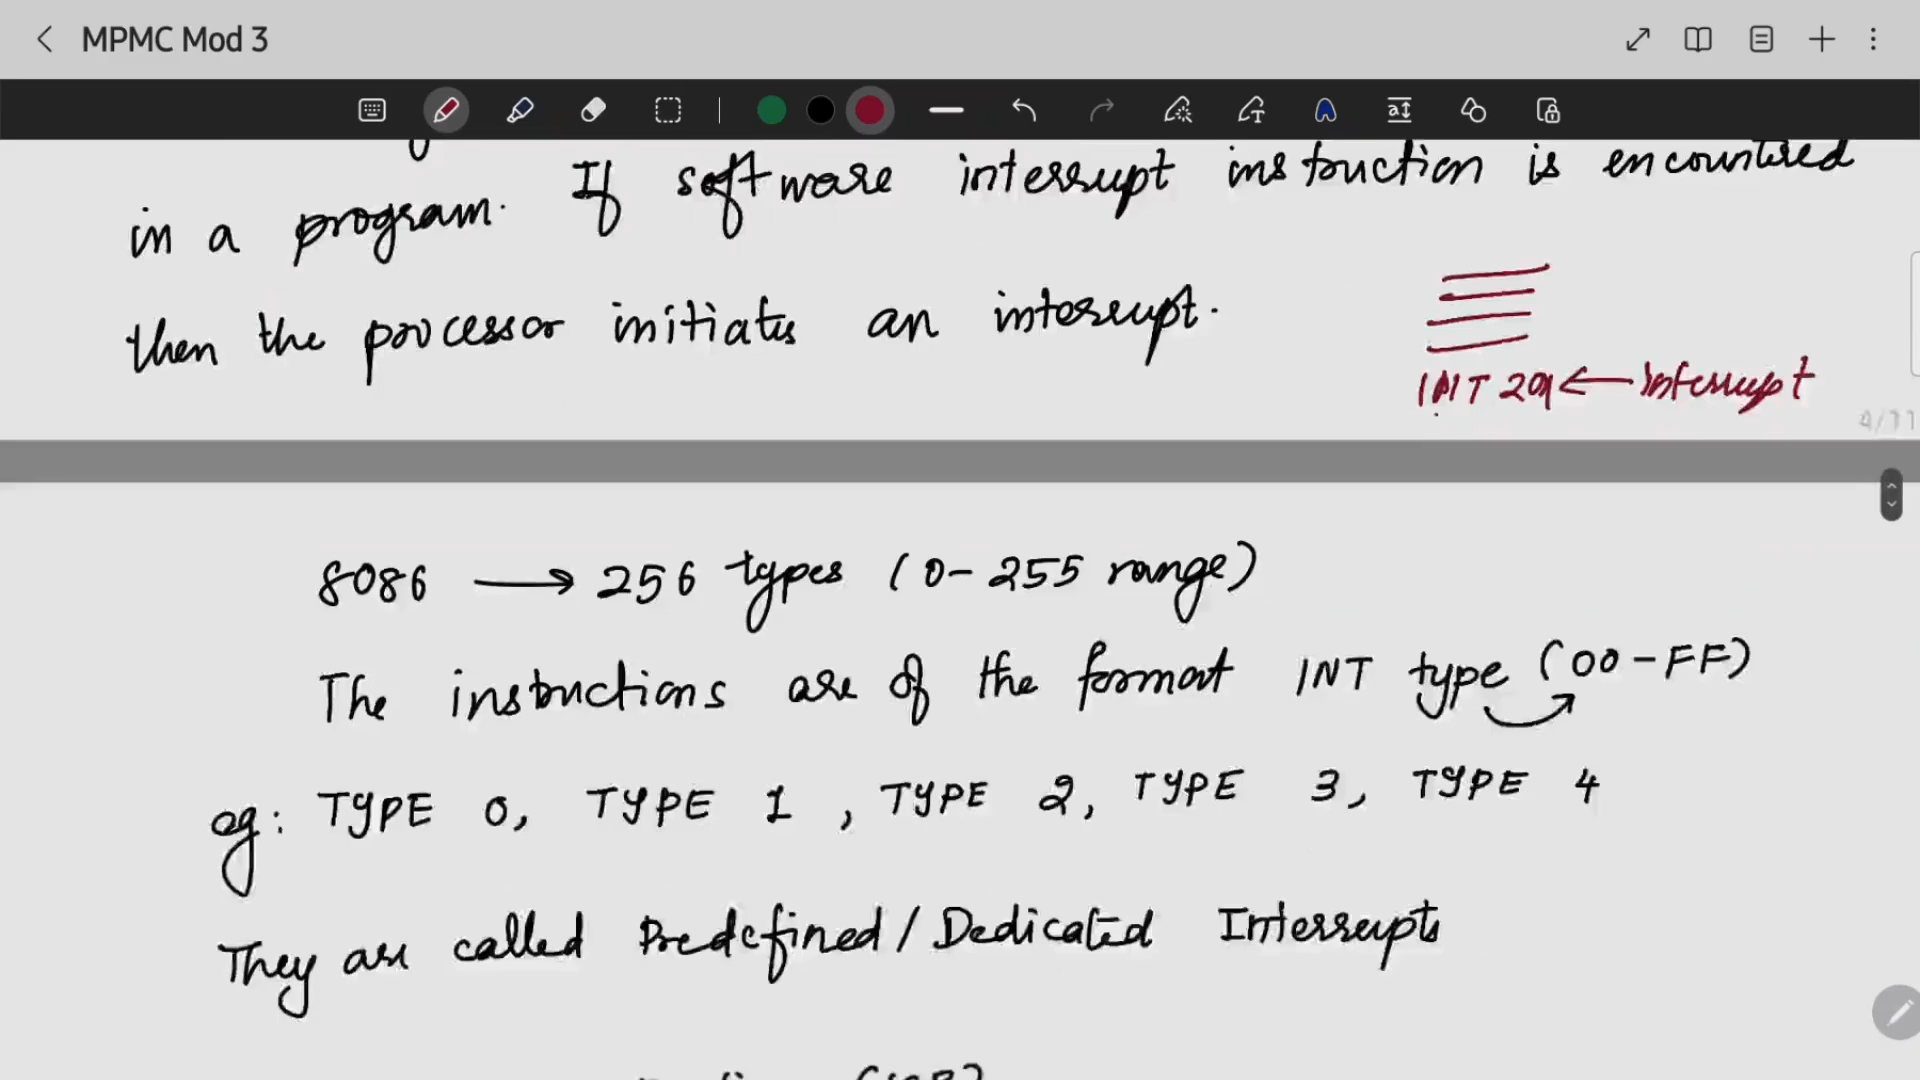 MPMC Mod 3
in a program. If software interrupt instruction is encountered
then the processor initiates an interrupt.
INT ← Interrupt
4/11
8086 → 256 types (0-255 range)
The instructions are of the format INT type (00-FF)
eg: TYPE 0, TYPE 1, TYPE 2, TYPE 3, TYPE 4
They are called Predefined/Dedicated Interrupts